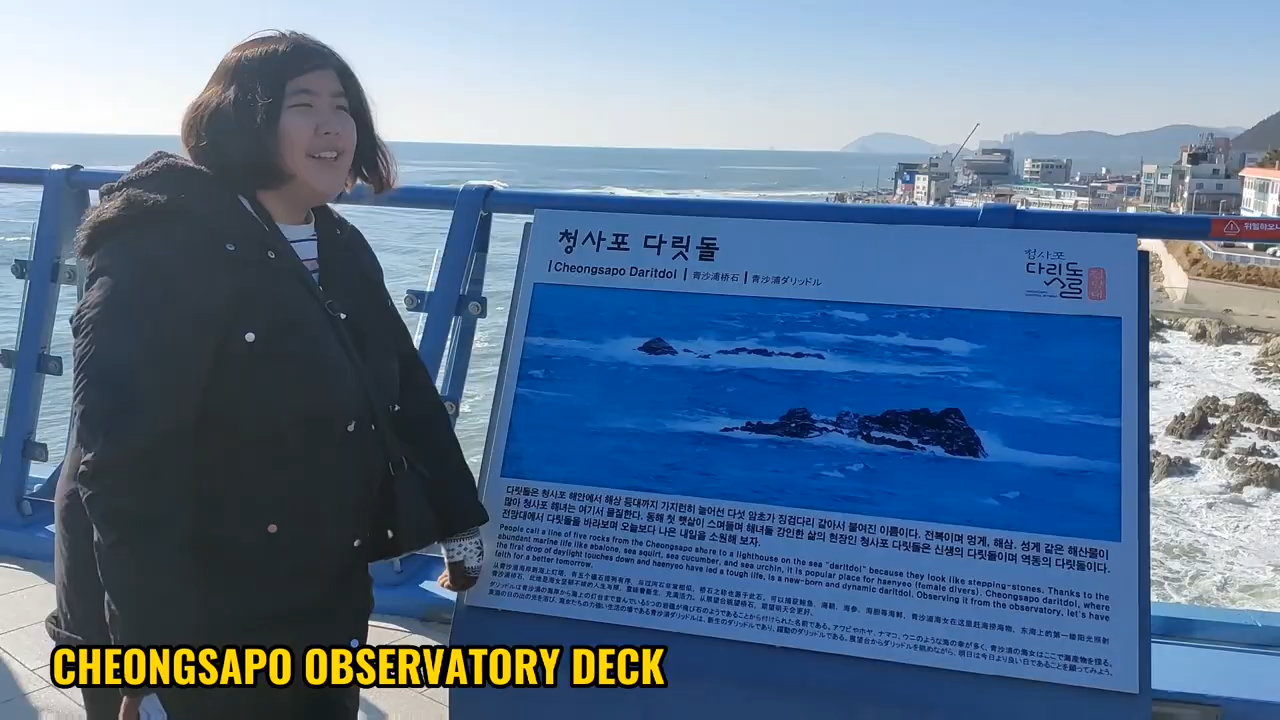 청사포 다릿돌
Cheongsapo Daritdol | 青沙浦桥石 | 青沙浦ダリッドル
청사포
다릿돌
전망대
위험하오니
다릿돌은 청사포 해안에서 해상 등대까지 가지런히 늘어선 다섯 암초가 징검다리 같아서 붙여진 이름이다. 전복이며 멍게, 해삼, 성게 같은 해산물이
많아 청사포 해녀는 여기서 물질한다. 동해 첫 햇살이 스며들며 해녀들 강인한 삶의 현장인 청사포 다릿돌은 신생의 다릿돌이며 역동의 다릿돌이다.
전망대에서 다릿돌을 바라보며 오늘보다 나은 내일을 소원해 보자.
People call a line of five rocks from the Cheongsapo shore to a lighthouse on the sea "daritdol" because they look like stepping-stones. Thanks to the
abundant marine life like abalone, sea squirt, sea cucumber, and sea urchin, it is popular place for haenyeo (female divers). Cheongsapo daritdol, where
the first drop of daylight touches down and haenyeo have led a tough life, is a new-born and dynamic daritdol. Observing it from the observatory, let's have
faith for a better tomorrow.
CHEONGSAPO OBSERVATORY DECK